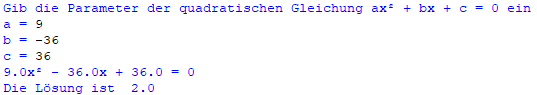 Gib die Parameter der quadratischen Gleichung ax² + bx + c = 0 ein
a = 9
b = -36
c = 36
9.0x² - 36.0x + 36.0 = 0
Die Lösung ist  2.0